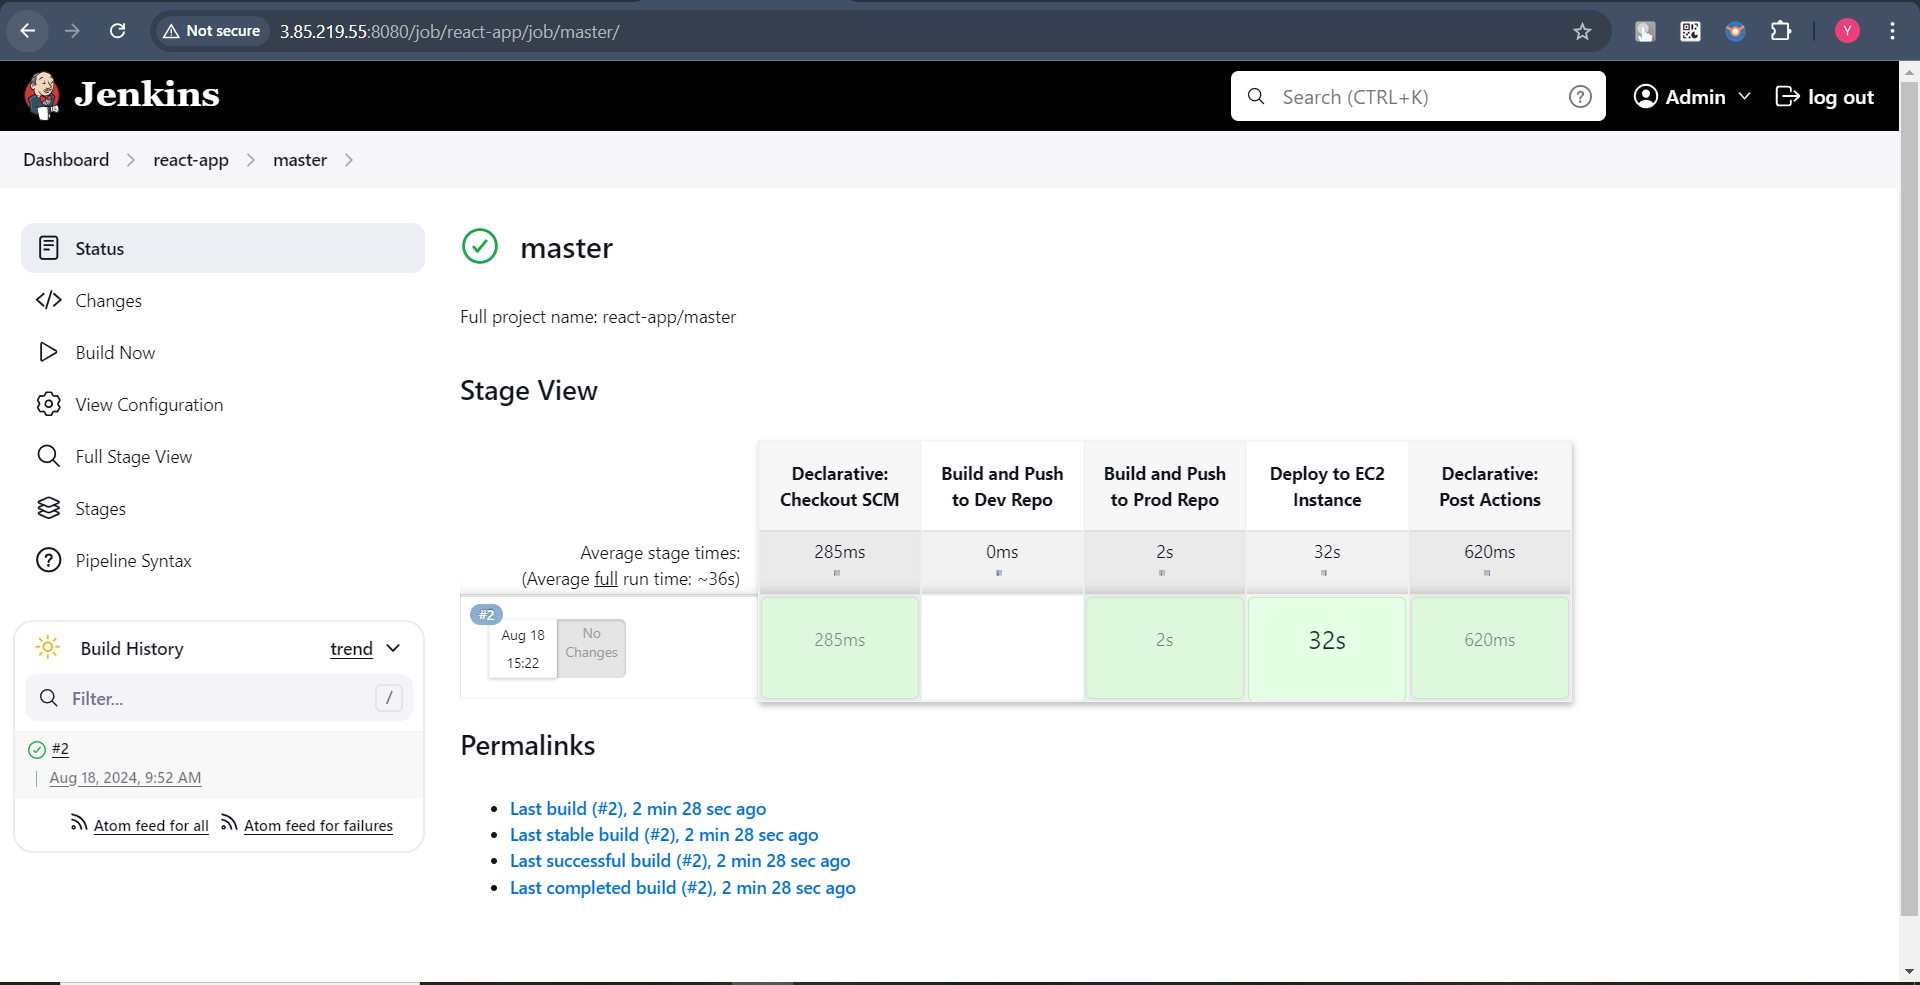 Not secure 3.85.219.55:8080/job/react-app/job/master/
Y
Jenkins
Search (CTRL+K)
?
Admin
log out
Dashboard
react-app
master
Status
Changes
Build Now
View Configuration
Full Stage View
Stages
Pipeline Syntax
Build History
trend
Filter...
/
#2
Aug 18, 2024, 9:52 AM
Atom feed for all
Atom feed for failures
master
Full project name: react-app/master
Stage View
Declarative: Checkout SCM
Build and Push to Dev Repo
Build and Push to Prod Repo
Deploy to EC2 Instance
Declarative: Post Actions
Average stage times:
(Average full run time: ~36s)
285ms
0ms
2s
32s
620ms
#2
Aug 18
15:22
No
Changes
285ms
2s
32s
620ms
Permalinks
Last build (#2), 2 min 28 sec ago
Last stable build (#2), 2 min 28 sec ago
Last successful build (#2), 2 min 28 sec ago
Last completed build (#2), 2 min 28 sec ago